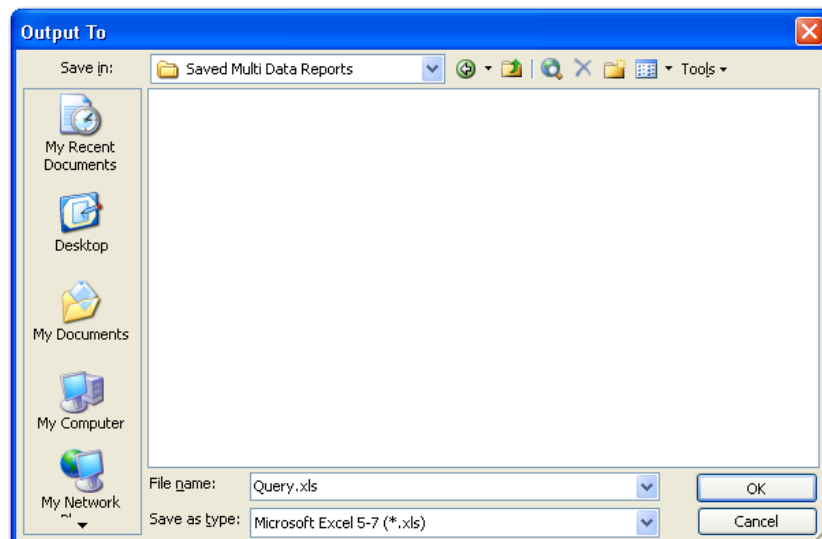 Output To
Save in:
Saved Multi Data Reports
Tools
My Recent
Documents
Desktop
My Documents
My Computer
My Network
File name:
Query.xls
OK
Save as type:
Microsoft Excel 5-7 (*.xls)
Cancel